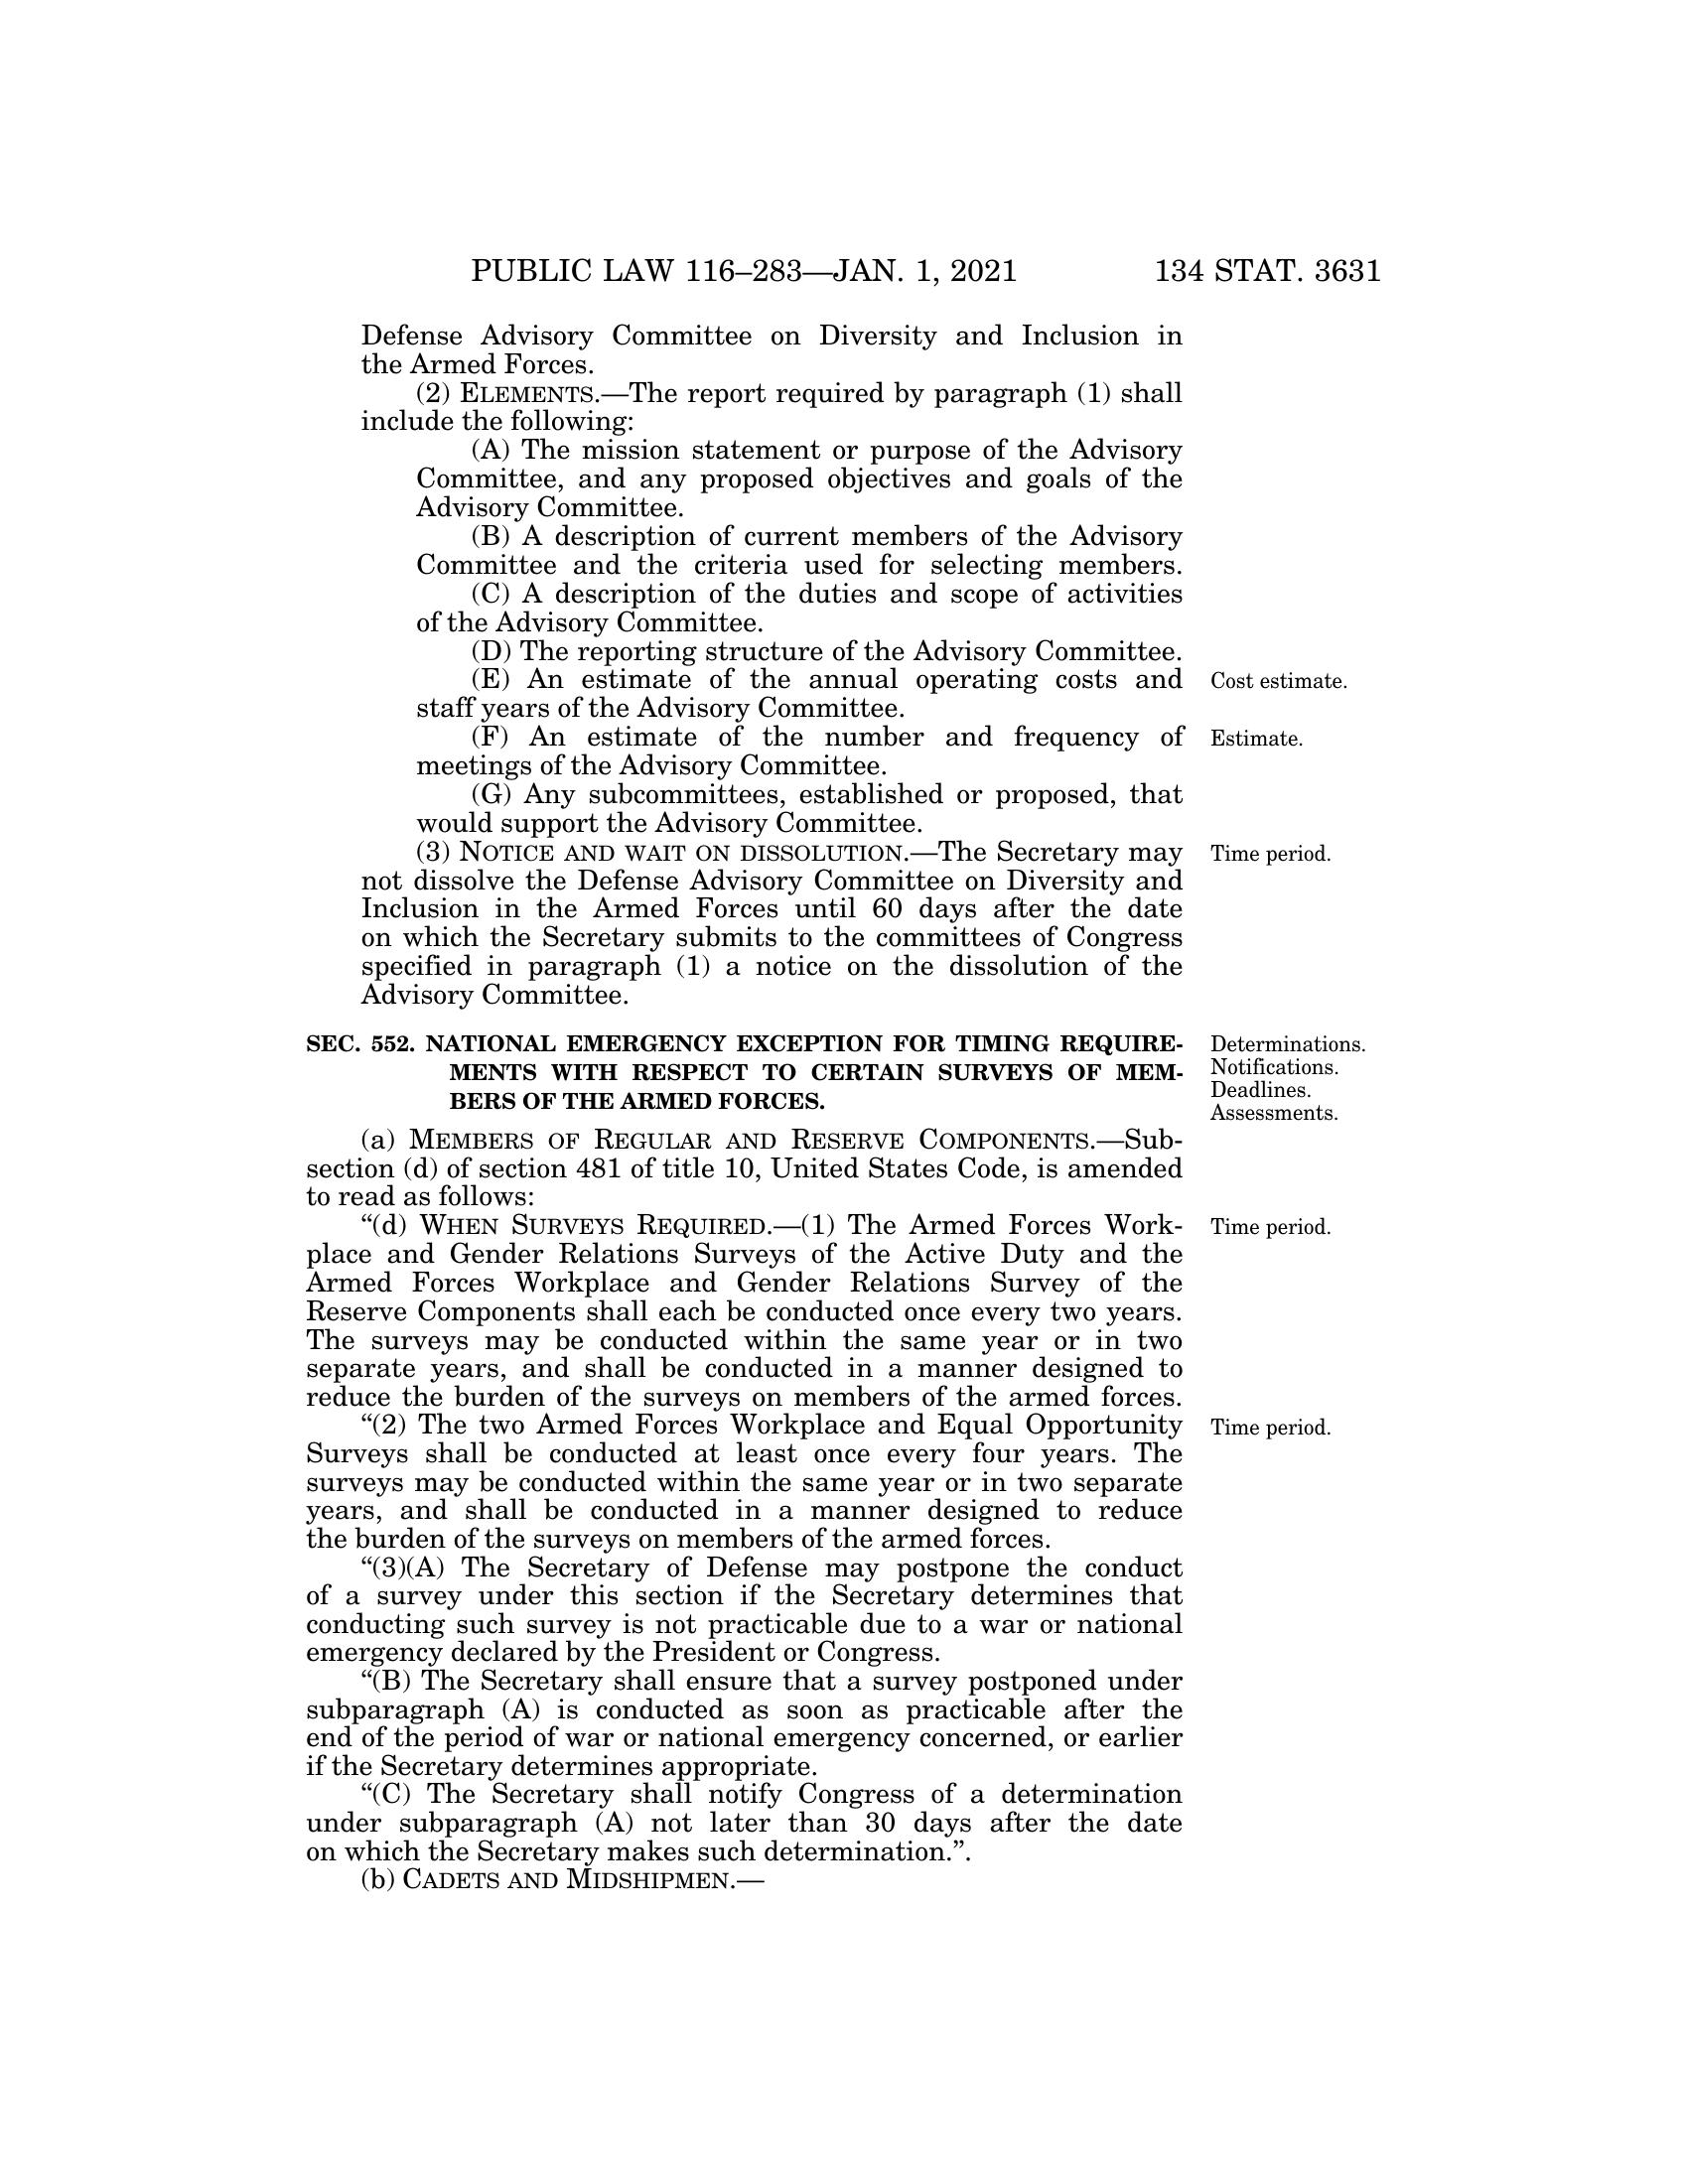 PUBLIC LAW 116–283—JAN. 1, 2021 134 STAT. 3631
Defense Advisory Committee on Diversity and Inclusion in
the Armed Forces.
(2) ELEMENTS.—The report required by paragraph (1) shall
include the following:
(A) The mission statement or purpose of the Advisory
Committee, and any proposed objectives and goals of the
Advisory Committee.
(B) A description of current members of the Advisory
Committee and the criteria used for selecting members.
(C) A description of the duties and scope of activities
of the Advisory Committee.
(D) The reporting structure of the Advisory Committee.
(E) An estimate of the annual operating costs and
staff years of the Advisory Committee.
Cost estimate.
(F) An estimate of the number and frequency of
meetings of the Advisory Committee.
Estimate.
(G) Any subcommittees, established or proposed, that
would support the Advisory Committee.
(3) NOTICE AND WAIT ON DISSOLUTION.—The Secretary may
not dissolve the Defense Advisory Committee on Diversity and
Inclusion in the Armed Forces until 60 days after the date
on which the Secretary submits to the committees of Congress
specified in paragraph (1) a notice on the dissolution of the
Advisory Committee.
Time period.
SEC. 552. NATIONAL EMERGENCY EXCEPTION FOR TIMING REQUIRE-
MENTS WITH RESPECT TO CERTAIN SURVEYS OF MEM-
BERS OF THE ARMED FORCES.
Determinations.
Notifications.
Deadlines.
Assessments.
(a) MEMBERS OF REGULAR AND RESERVE COMPONENTS.—Sub-
section (d) of section 481 of title 10, United States Code, is amended
to read as follows:
“(d) WHEN SURVEYS REQUIRED.—(1) The Armed Forces Work-
place and Gender Relations Surveys of the Active Duty and the
Armed Forces Workplace and Gender Relations Survey of the
Reserve Components shall each be conducted once every two years.
The surveys may be conducted within the same year or in two
separate years, and shall be conducted in a manner designed to
reduce the burden of the surveys on members of the armed forces.
Time period.
“(2) The two Armed Forces Workplace and Equal Opportunity
Surveys shall be conducted at least once every four years. The
surveys may be conducted within the same year or in two separate
years, and shall be conducted in a manner designed to reduce
the burden of the surveys on members of the armed forces.
Time period.
“(3)(A) The Secretary of Defense may postpone the conduct
of a survey under this section if the Secretary determines that
conducting such survey is not practicable due to a war or national
emergency declared by the President or Congress.
“(B) The Secretary shall ensure that a survey postponed under
subparagraph (A) is conducted as soon as practicable after the
end of the period of war or national emergency concerned, or earlier
if the Secretary determines appropriate.
“(C) The Secretary shall notify Congress of a determination
under subparagraph (A) not later than 30 days after the date
on which the Secretary makes such determination.”.
(b) CADETS AND MIDSHIPMEN.—